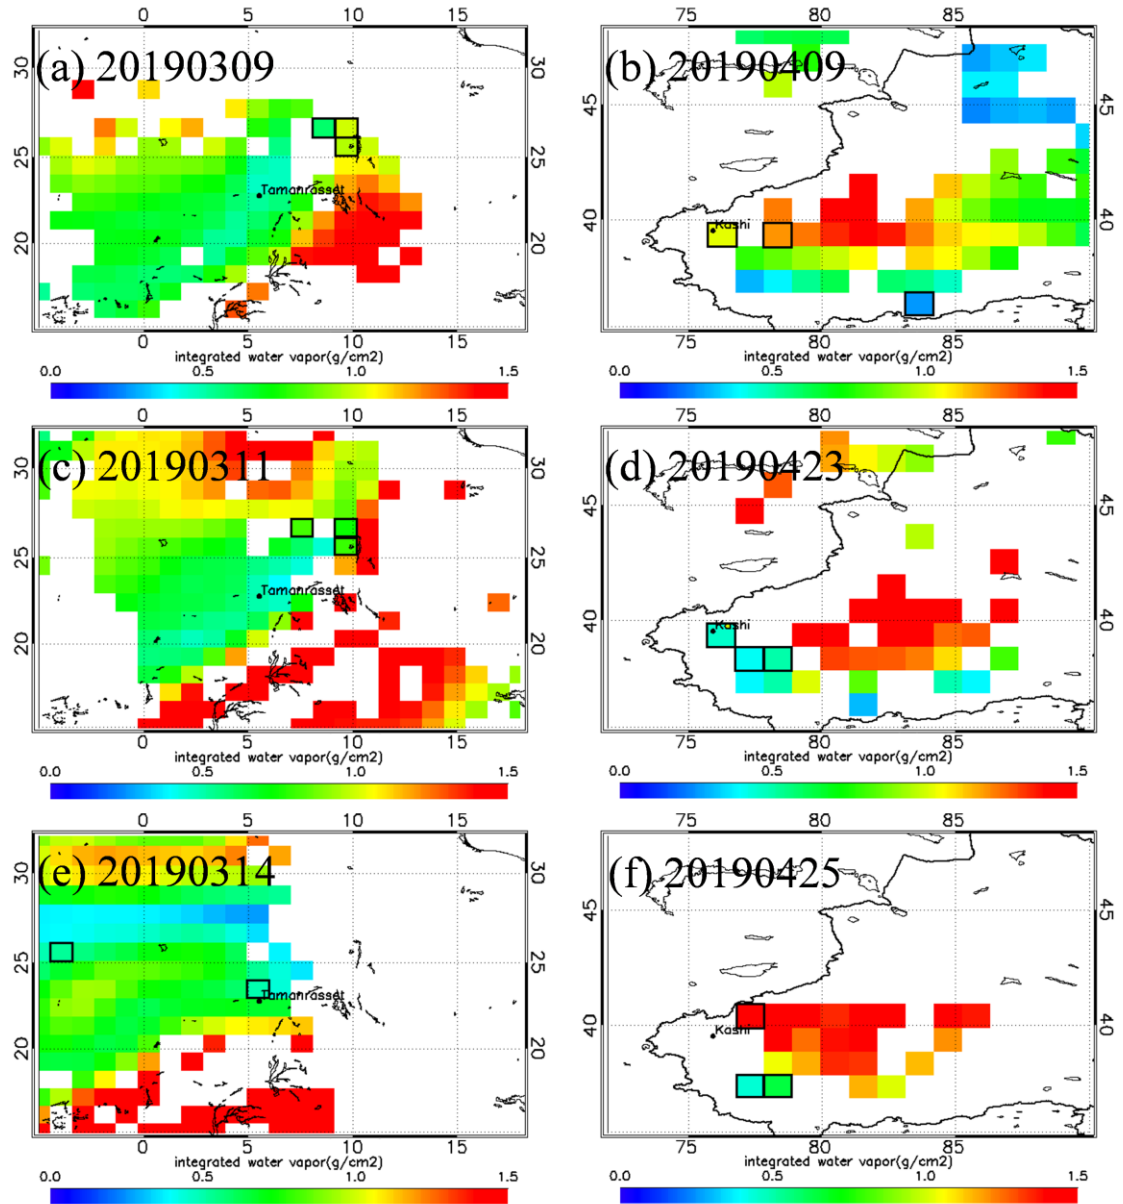 0 5 10 15
75 80 85
(a) 20190309
(b) 20190409
30 30
25 25
20 20
45 45
40 40
Tamanrasset
Kashi
0 5 10 15
75 80 85
integrated water vapor(g/cm2)
integrated water vapor(g/cm2)
0.0 0.5 1.0 1.5
0.0 0.5 1.0 1.5
0 5 10 15
75 80 85
(c) 20190311
(d) 20190423
30 30
25 25
20 20
45 45
40 40
Tamanrasset
Kashi
0 5 10 15
75 80 85
integrated water vapor(g/cm2)
integrated water vapor(g/cm2)
0.0 0.5 1.0 1.5
0.0 0.5 1.0 1.5
0 5 10 15
75 80 85
(e) 20190314
(f) 20190425
30 30
25 25
20 20
45 45
40 40
Tamanrasset
Kashi
0 5 10 15
75 80 85
integrated water vapor(g/cm2)
integrated water vapor(g/cm2)
0.0 0.5 1.0 1.5
0.0 0.5 1.0 1.5